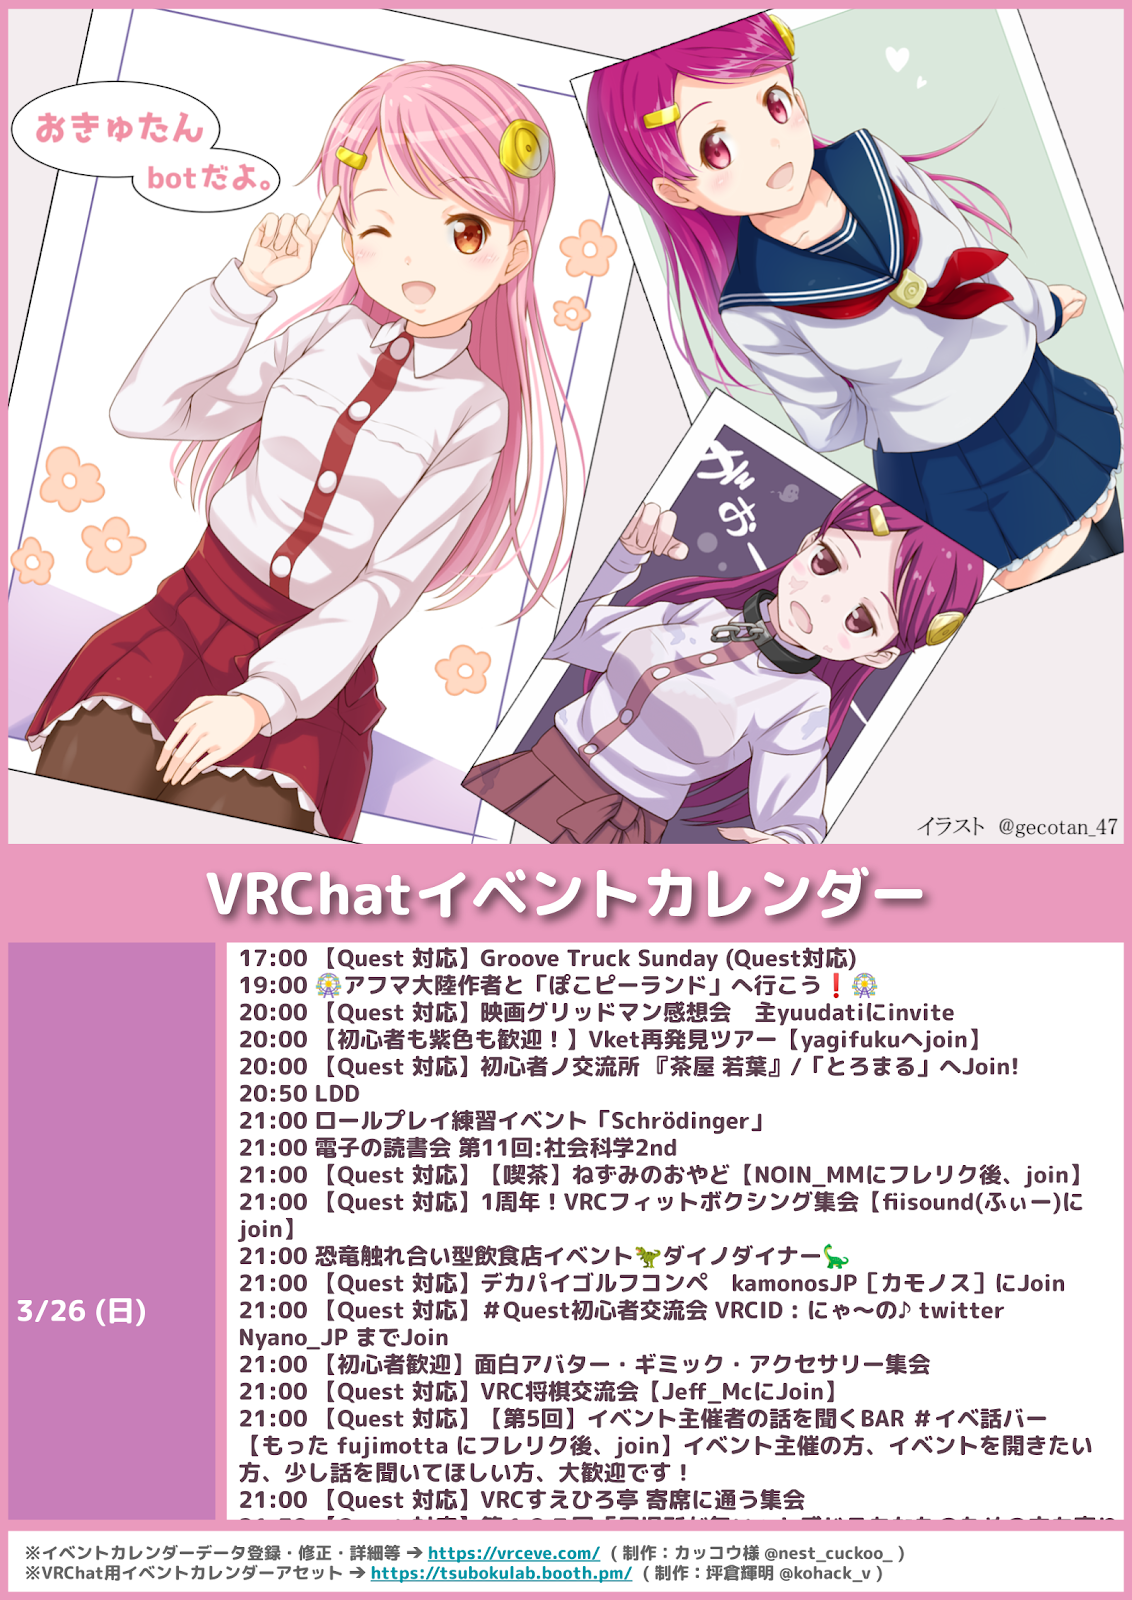 おきゅたん
botだよ。
がおー
イラスト @gecotan_47
VRChatイベントカレンダー
3/26 (日)
17:00 【Quest 対応】Groove Truck Sunday (Quest対応)
19:00 🎡アフマ大陸作者と「ぽこピーランド」へ行こう❗🎡
20:00 【Quest 対応】映画グリッドマン感想会　主yuudatiにinvite
20:00 【初心者も紫色も歓迎！】Vket再発見ツアー【yagifukuへjoin】
20:00 【Quest 対応】初心者ノ交流所 『茶屋 若葉』/「とろまる」へJoin!
20:50 LDD
21:00 ロールプレイ練習イベント「Schrödinger」
21:00 電子の読書会 第11回:社会科学2nd
21:00 【Quest 対応】【喫茶】ねずみのおやど【NOIN_MMにフレリク後、join】
21:00 【Quest 対応】1周年！VRCフィットボクシング集会【fiisound(ふぃー)に
join】
21:00 恐竜触れ合い型飲食店イベント🦖ダイノダイナー🦕
21:00 【Quest 対応】デカパイゴルフコンペ　kamonosJP［カモノス］にJoin
21:00 【Quest 対応】＃Quest初心者交流会 VRCID：にゃ～の♪ twitter
Nyano_JP までJoin
21:00 【初心者歓迎】面白アバター・ギミック・アクセサリー集会
21:00 【Quest 対応】VRC将棋交流会【Jeff_McにJoin】
21:00 【Quest 対応】【第5回】イベント主催者の話を聞くBAR ＃イベ話バー
【もった fujimotta にフレリク後、join】イベント主催の方、イベントを開きたい
方、少し話を聞いてほしい方、大歓迎です！
21:00 【Quest 対応】VRCすえひろ亭 寄席に通う集会
※イベントカレンダーデータ登録・修正・詳細等 ➔ https://vrceve.com/ ( 制作：カッコウ様 @nest_cuckoo_ )
※VRChat用イベントカレンダーアセット ➔ https://tsubokulab.booth.pm/ ( 制作：坪倉輝明 @kohack_v )